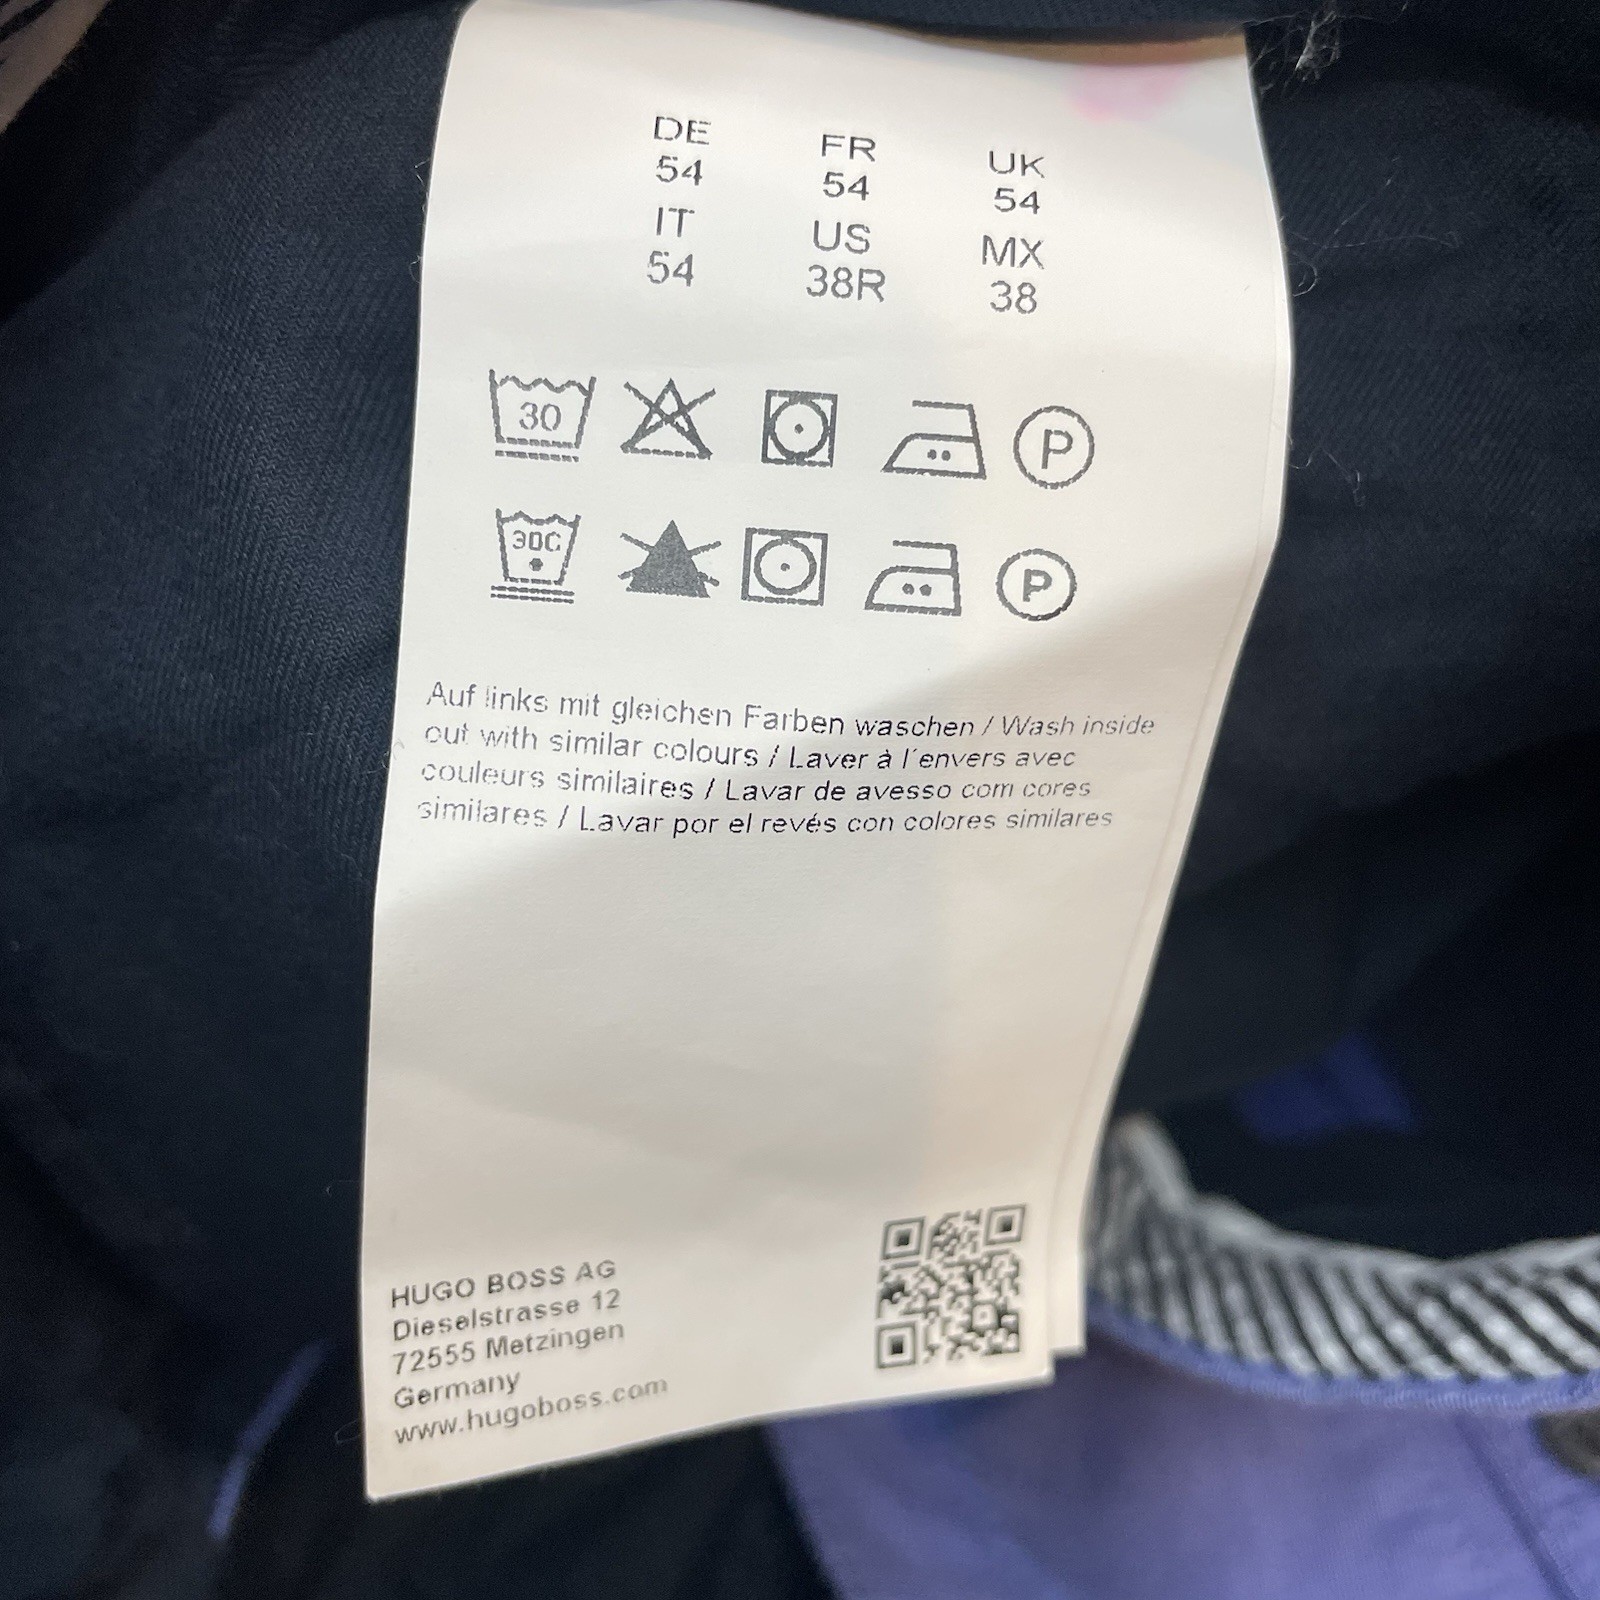 DE FR UK
54 54 54
IT US MX
54 38R 38
30 P
30C P
Auf links mit gleichen Farben waschen / Wash inside
out with similar colours / Laver à l´envers avec
couleurs similaires / Lavar de avesso com cores
similares / Lavar por el revés con colores similares
HUGO BOSS AG
Dieselstrasse 12
72555 Metzingen
Germany
www.hugoboss.com